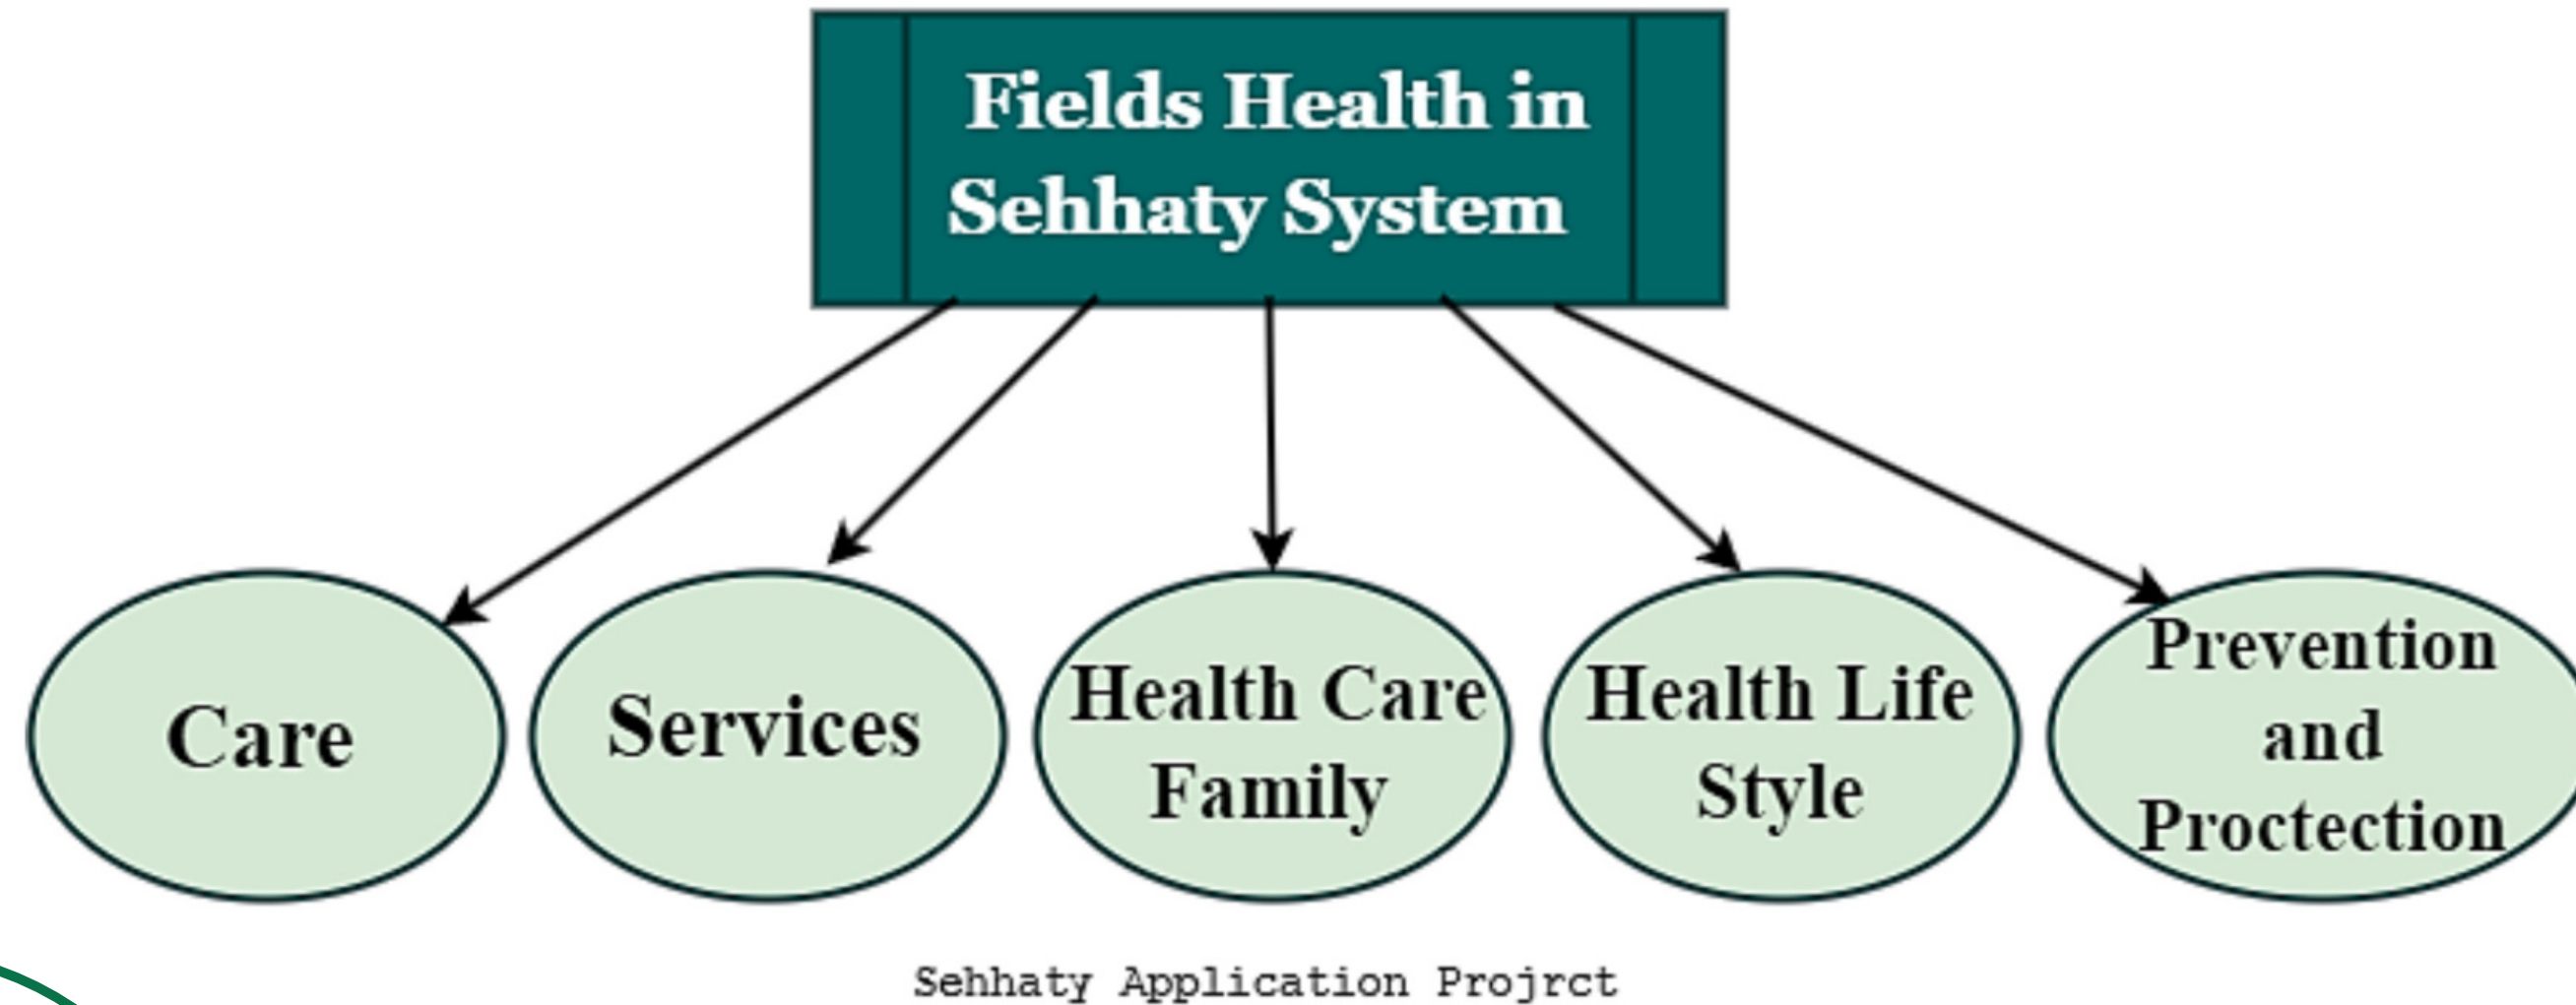 Fields Health in
Sehhaty System
Care
Services
Health Care
Family
Health Life
Style
Prevention
and
Proctection
Sehhaty Application Projrct